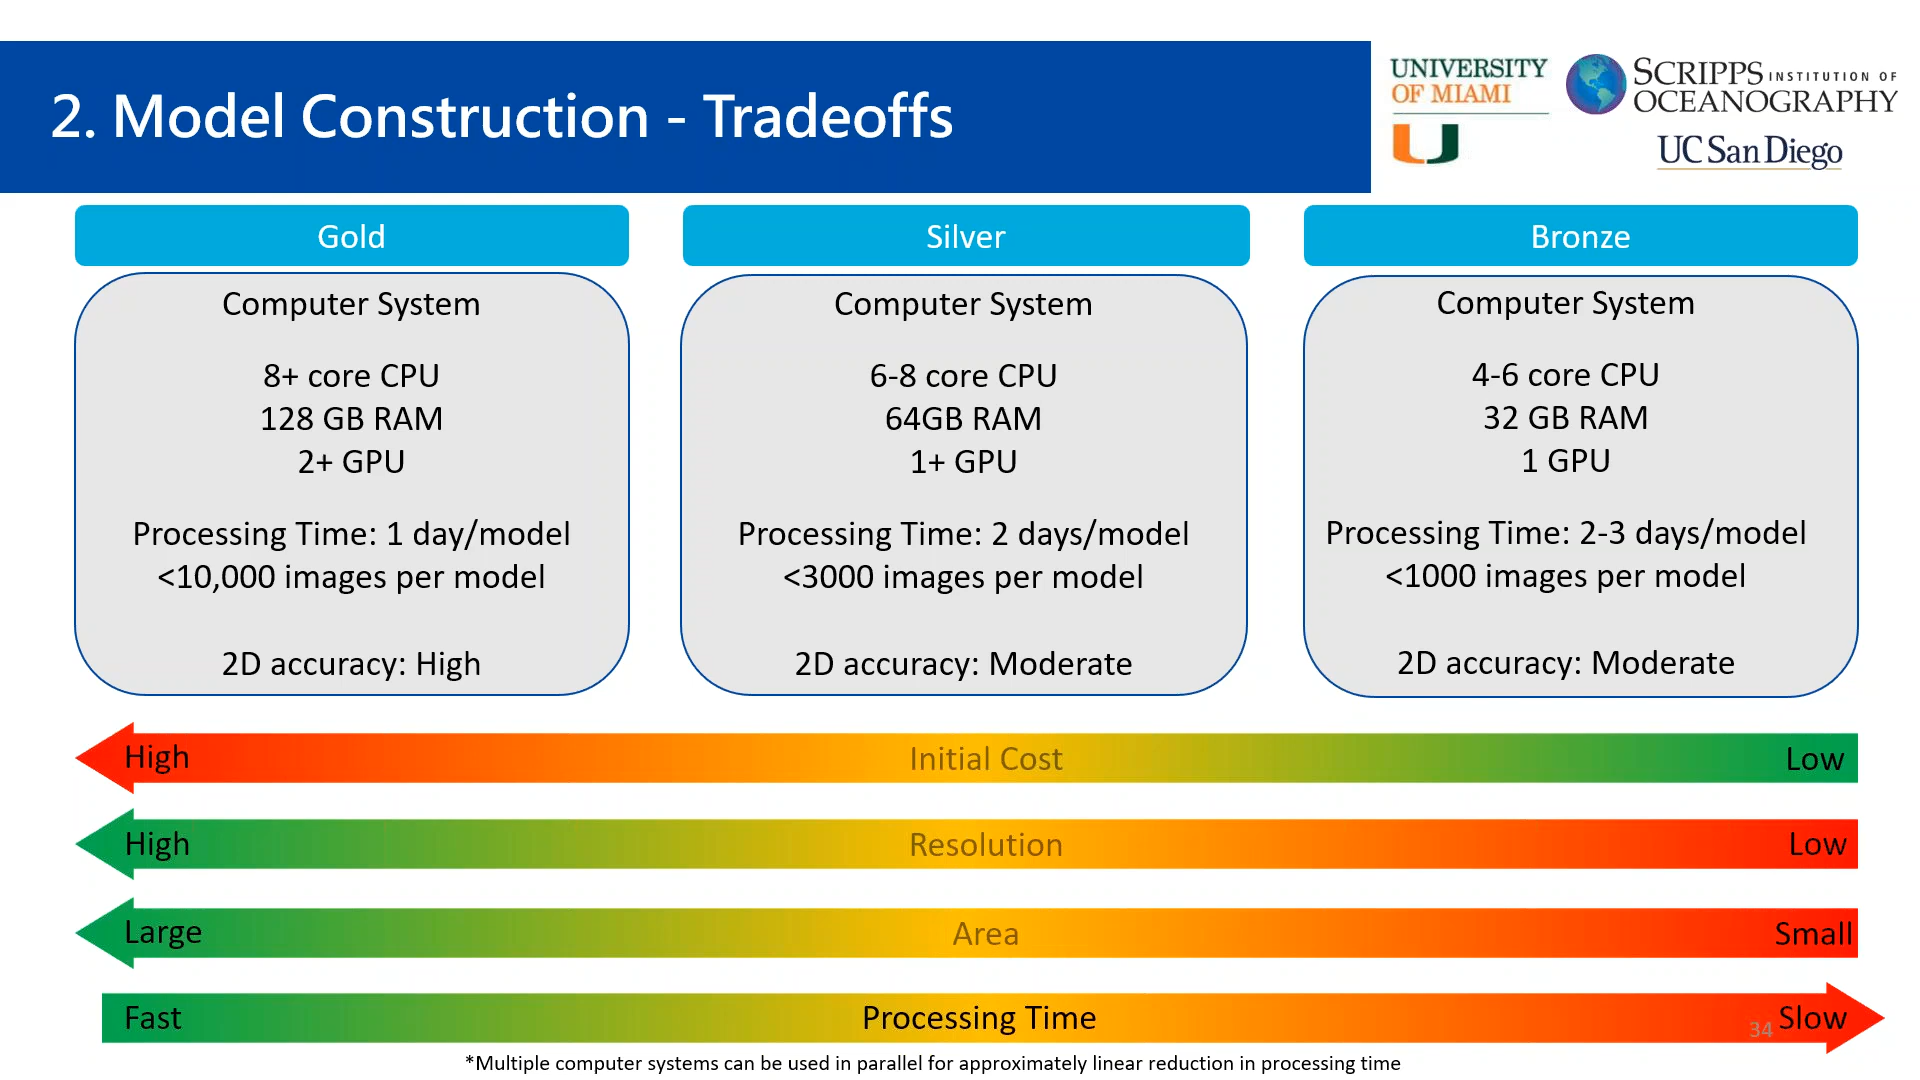 2. Model Construction - Tradeoffs
UNIVERSITY
OF MIAMI
SCRIPPS INSTITUTION OF
OCEANOGRAPHY
UC San Diego
Gold
Computer System
8+ core CPU
128 GB RAM
2+ GPU
Processing Time: 1 day/model
<10,000 images per model
2D accuracy: High
Silver
Computer System
6-8 core CPU
64GB RAM
1+ GPU
Processing Time: 2 days/model
<3000 images per model
2D accuracy: Moderate
Bronze
Computer System
4-6 core CPU
32 GB RAM
1 GPU
Processing Time: 2-3 days/model
<1000 images per model
2D accuracy: Moderate
High Initial Cost Low
High Resolution Low
Large Area Small
Fast Processing Time Slow
34
*Multiple computer systems can be used in parallel for approximately linear reduction in processing time